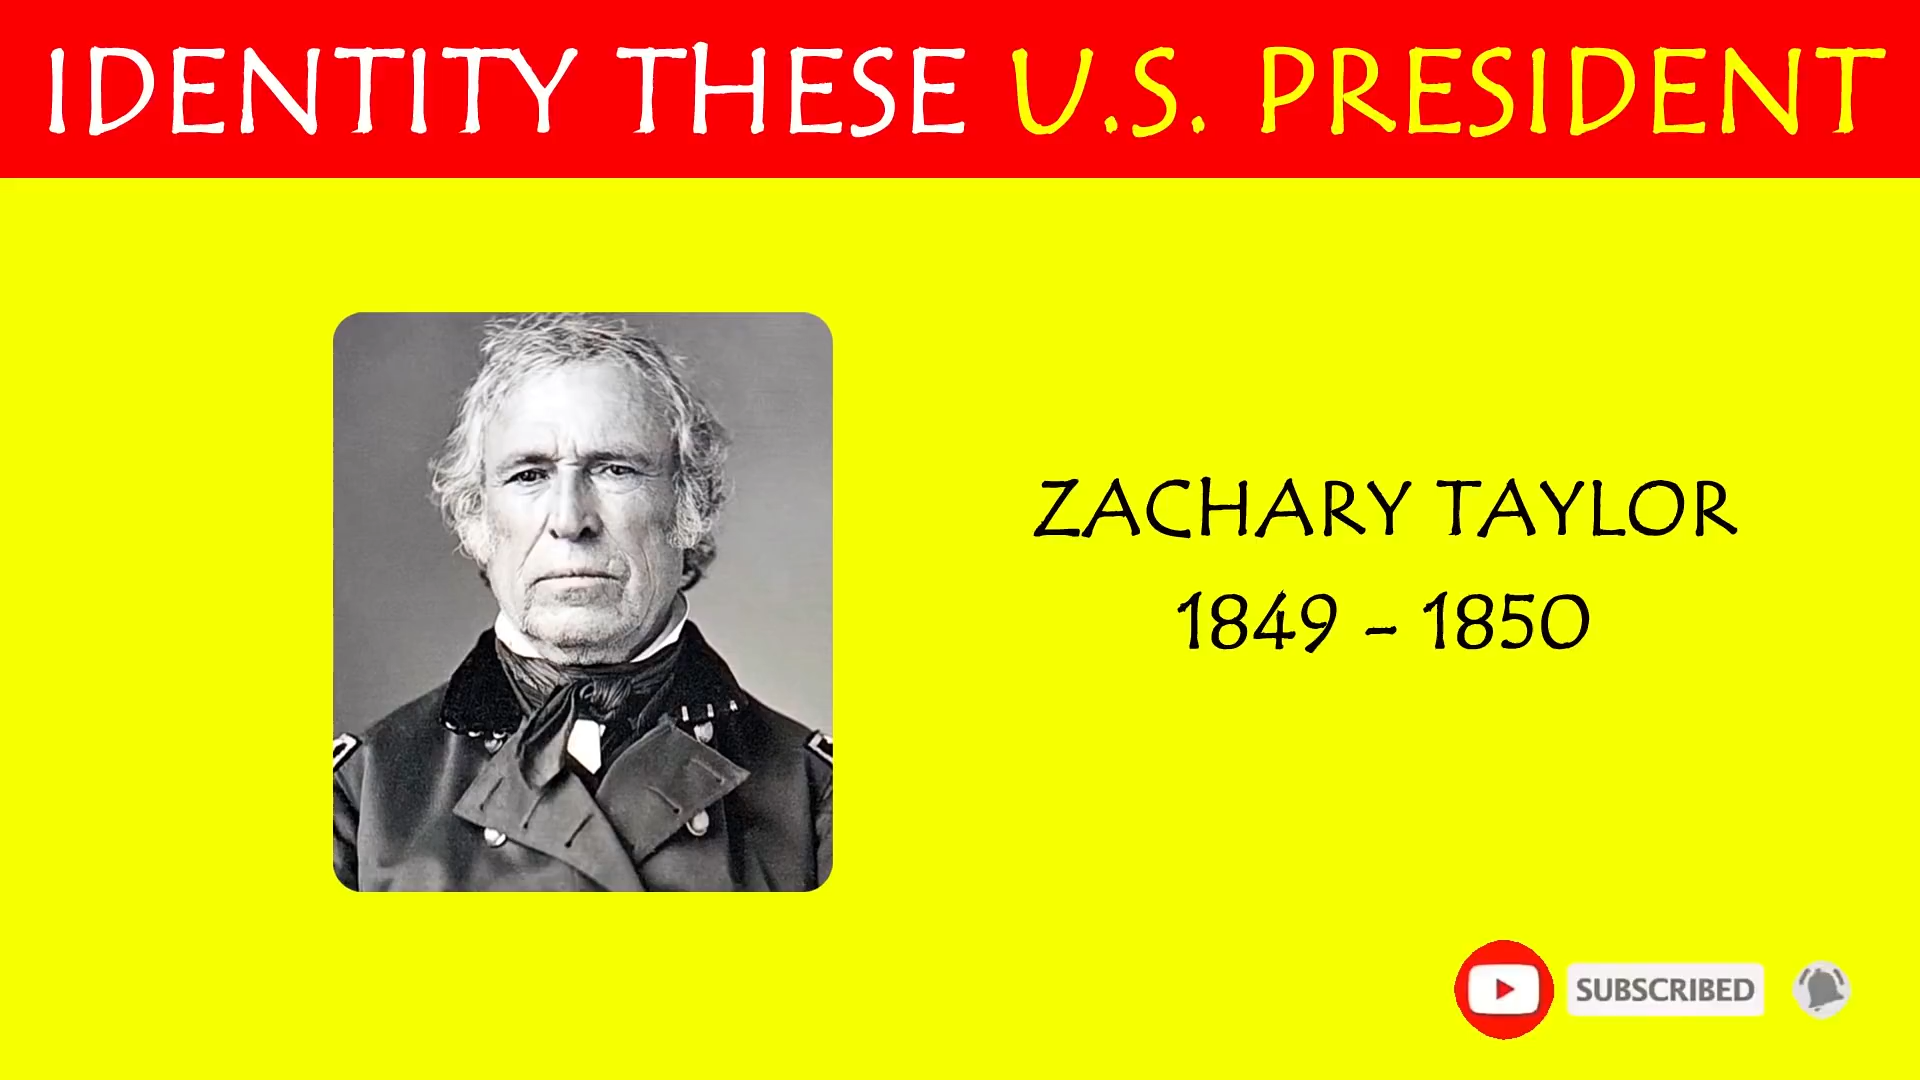 IDENTITY THESE U.S. PRESIDENT
ZACHARY TAYLOR
1849 - 1850
SUBSCRIBED